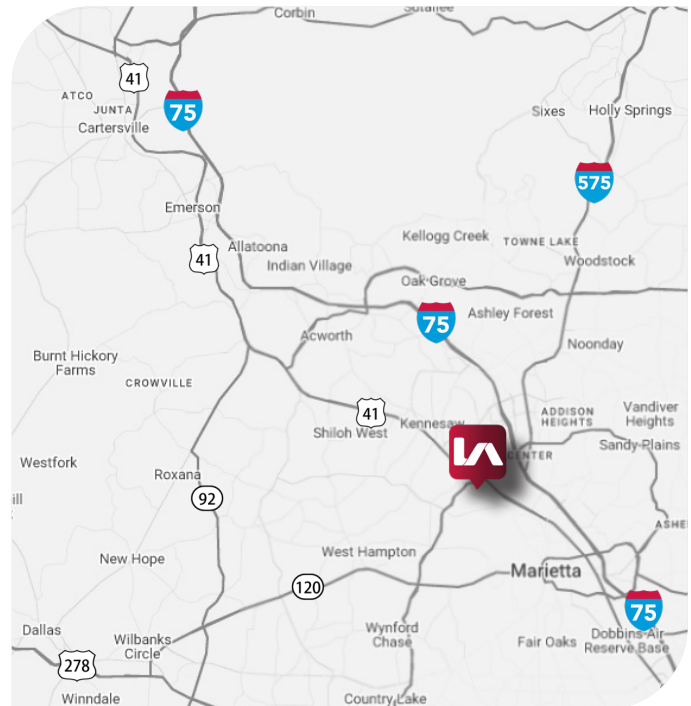 Corbin
Sutallee
41
75
ATCO
JUNTA
Cartersville
Sixes
Holly Springs
575
Emerson
Kellogg Creek
TOWNE LAKE
41
Allatoona
Indian Village
Woodstock
Oak Grove
75
Ashley Forest
Acworth
Noonday
Burnt Hickory
Farms
CROWVILLE
41
Kennesaw
Shiloh West
ADDISON
HEIGHTS
Vandiver
Heights
Sandy Plains
CENTER
Westfork
Roxana
92
New Hope
West Hampton
Marietta
120
75
Dallas
Wilbanks
Circle
Wynford
Chase
Fair Oaks
Dobbins Air
Reserve Base
278
Winndale
Country Lake